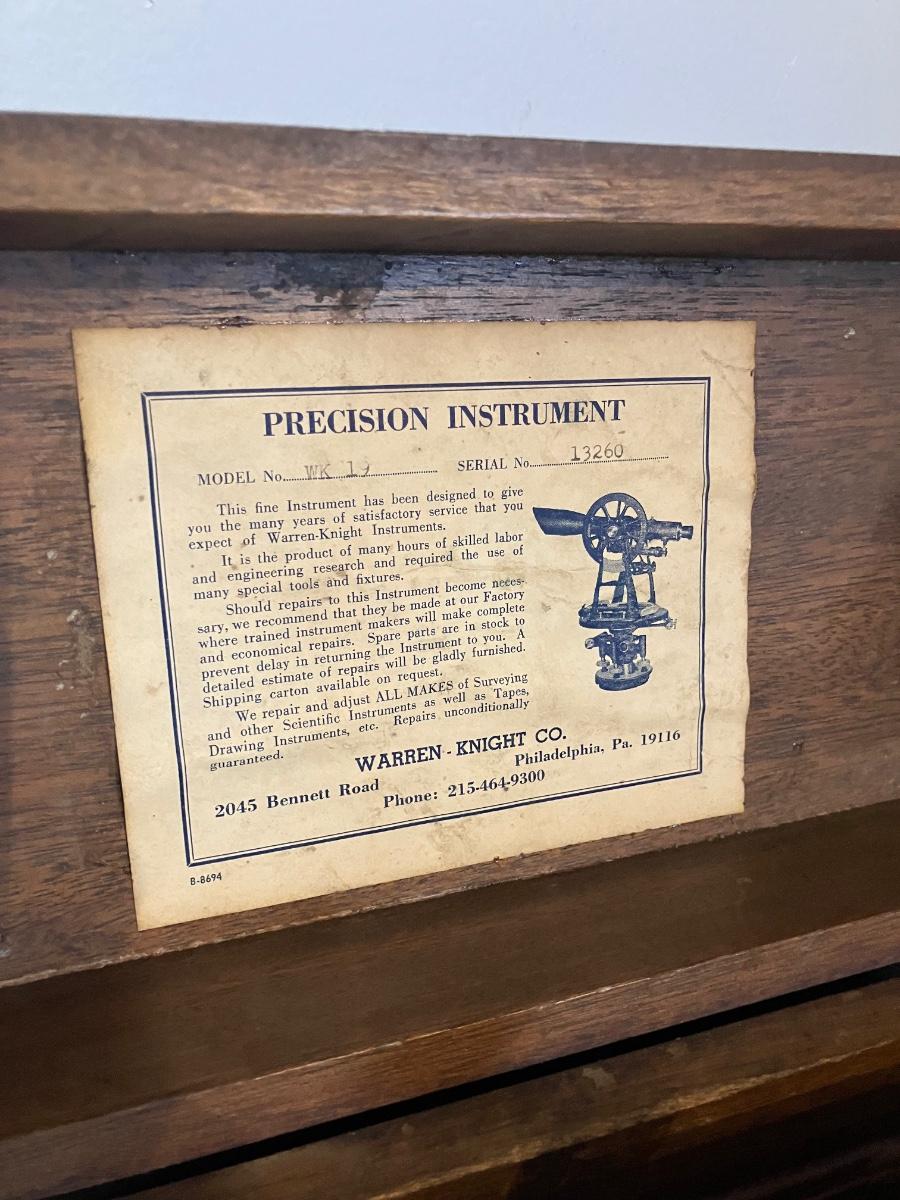 PRECISION INSTRUMENT
MODEL No. WK 19 SERIAL No. 13260
This fine Instrument has been designed to give
you the many years of satisfactory service that you
expect of Warren-Knight Instruments.
It is the product of many hours of skilled labor
and engineering research and required the use of
many special tools and fixtures.
Should repairs to this Instrument become neces-
sary, we recommend that they be made at our Factory
where trained instrument makers will make complete
and economical repairs. Spare parts are in stock to
prevent delay in returning the Instrument to you. A
detailed estimate of repairs will be gladly furnished.
Shipping carton available on request.
We repair and adjust ALL MAKES of Surveying
and other Scientific Instruments as well as Tapes,
Drawing Instruments, etc. Repairs unconditionally
guaranteed.
WARREN-KNIGHT CO.
2045 Bennett Road Philadelphia, Pa. 19116
Phone: 215-464-9300
B-8694